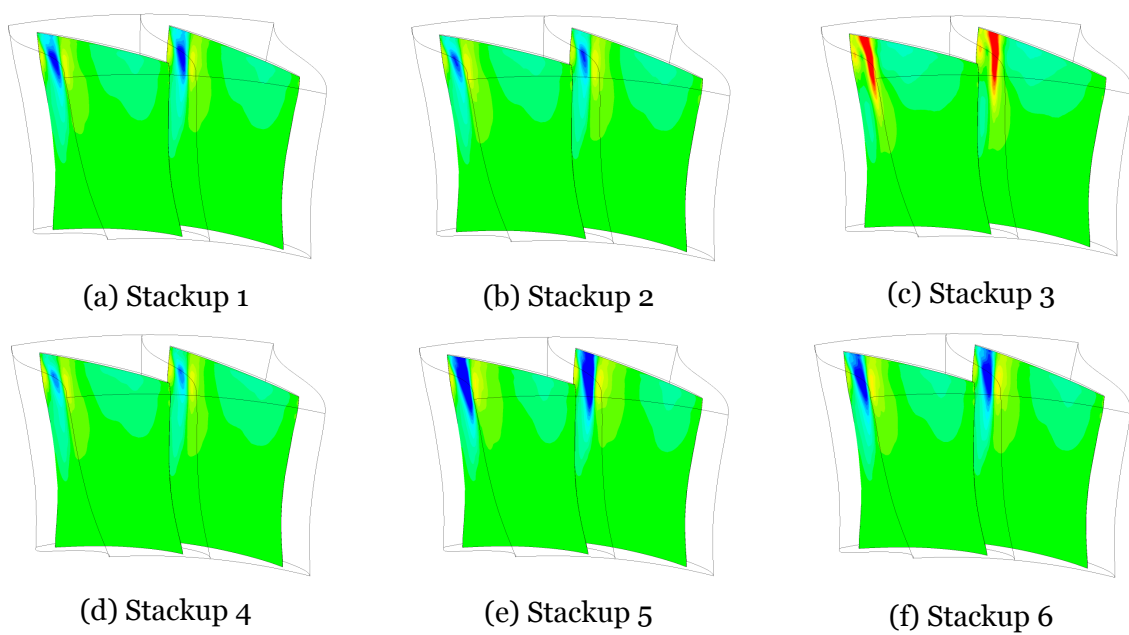 (a) Stackup 1
(b) Stackup 2
(c) Stackup 3
(d) Stackup 4
(e) Stackup 5
(f) Stackup 6